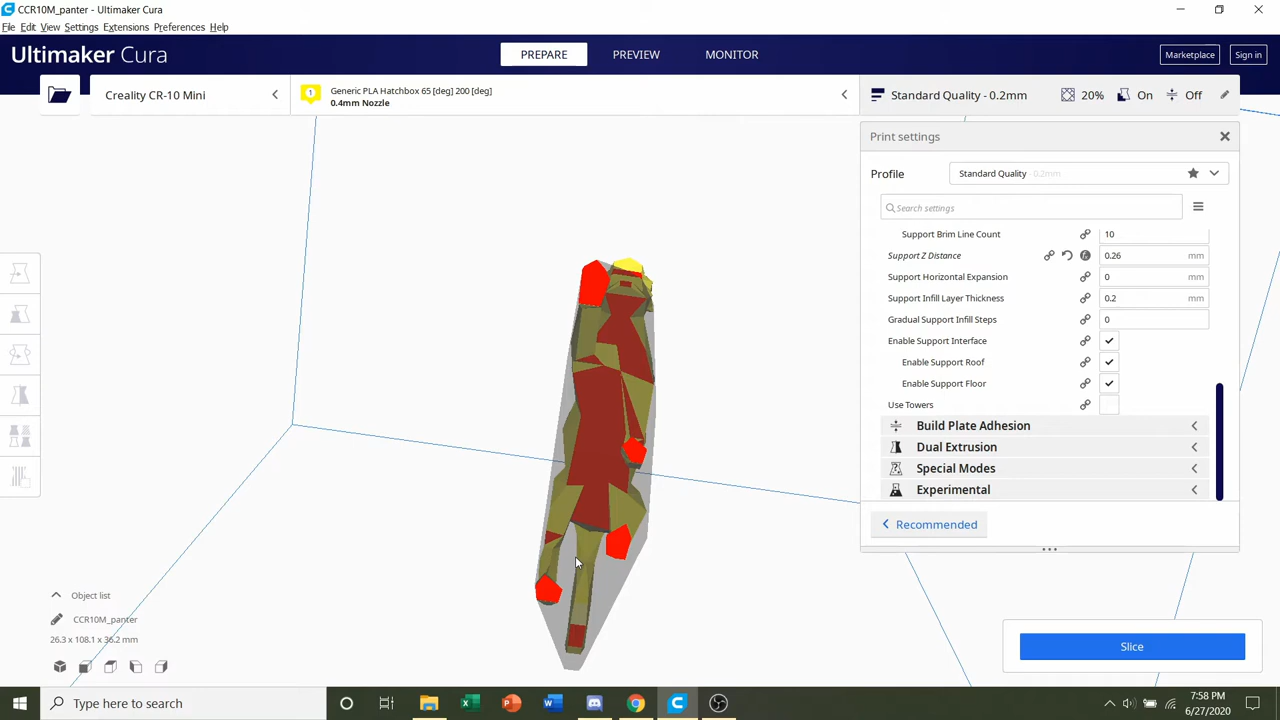 CCR10M_panter - Ultimaker Cura
File Edit View Settings Extensions Preferences Help
Ultimaker Cura
PREPARE
PREVIEW
MONITOR
Marketplace
Sign in
Creality CR-10 Mini
1
Generic PLA Hatchbox 65 [deg] 200 [deg]
0.4mm Nozzle
Standard Quality - 0.2mm
20%
On
Off
Print settings
Profile
Standard Quality - 0.2mm
Search settings
Support Brim Line Count
10
Support Z Distance
0.26 mm
Support Horizontal Expansion
0 mm
Support Infill Layer Thickness
0.2 mm
Gradual Support Infill Steps
0
Enable Support Interface
Enable Support Roof
Enable Support Floor
Use Towers
Build Plate Adhesion
Dual Extrusion
Special Modes
Experimental
Recommended
Object list
CCR10M_panter
26.3 x 108.1 x 36.2 mm
Slice
Type here to search
7:58 PM
6/27/2020